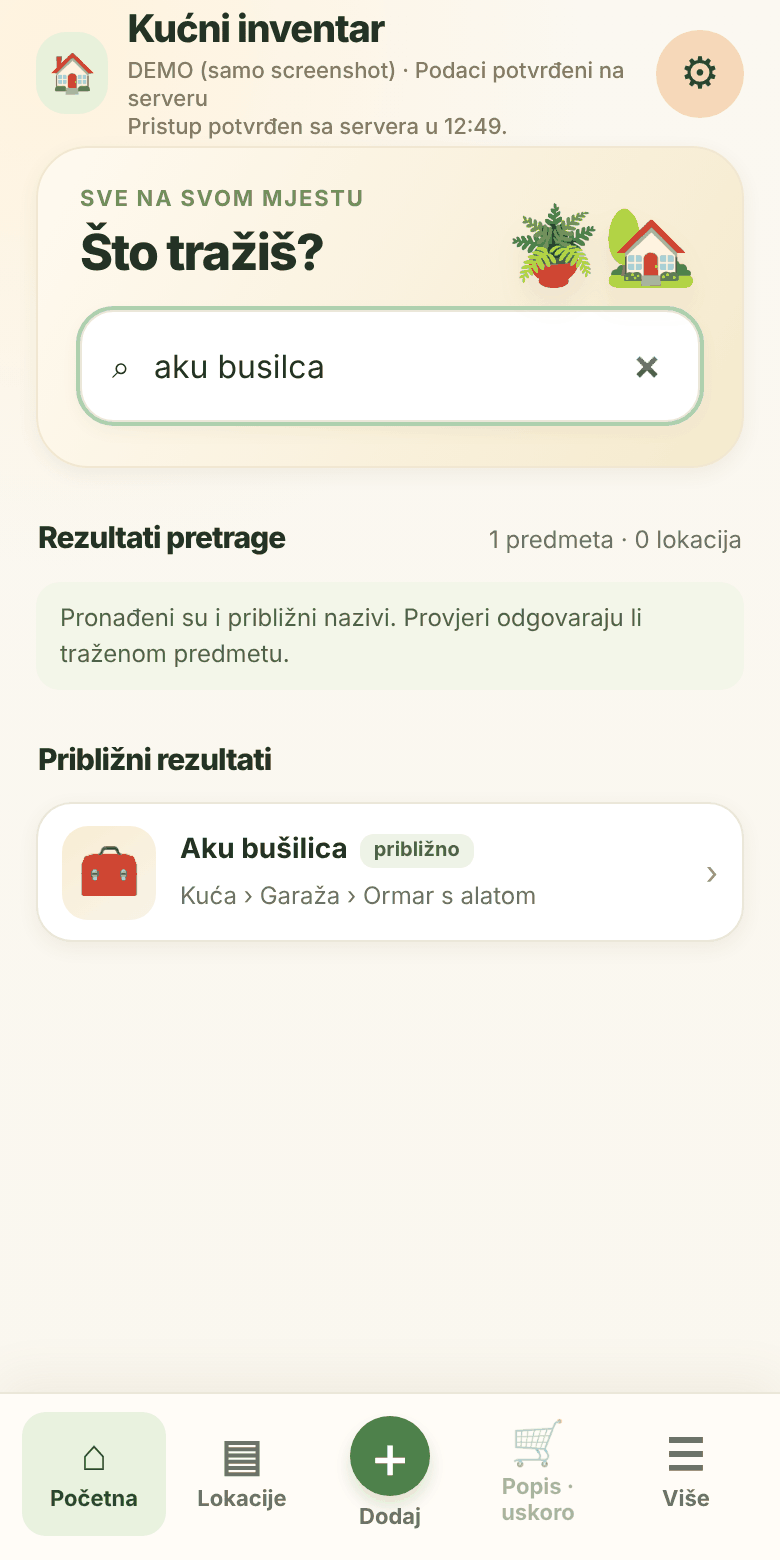 Kućni inventar
DEMO (samo screenshot) · Podaci potvrđeni na
serveru
Pristup potvrđen sa servera u 12:49.
SVE NA SVOM MJESTU
Što tražiš?
aku busilca
Rezultati pretrage
1 predmeta · 0 lokacija
Pronađeni su i približni nazivi. Provjeri odgovaraju li
traženom predmetu.
Približni rezultati
Aku bušilica približno
Kuća › Garaža › Ormar s alatom
Početna
Lokacije
Dodaj
Popis ·
uskoro
Više